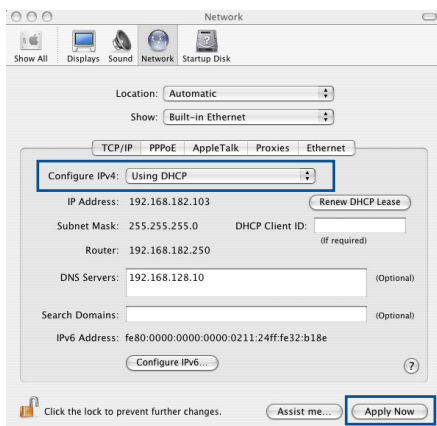 Network
Show All Displays Sound Network Startup Disk
Location: Automatic
Show: Built-in Ethernet
TCP/IP PPPoE AppleTalk Proxies Ethernet
Configure IPv4: Using DHCP
IP Address: 192.168.182.103 Renew DHCP Lease
Subnet Mask: 255.255.255.0 DHCP Client ID:
(If required)
Router: 192.168.182.250
DNS Servers: 192.168.128.10 (Optional)
Search Domains: (Optional)
IPv6 Address: fe80:0000:0000:0000:0211:24ff:fe32:b18e
Configure IPv6... ?
Click the lock to prevent further changes. Assist me... Apply Now